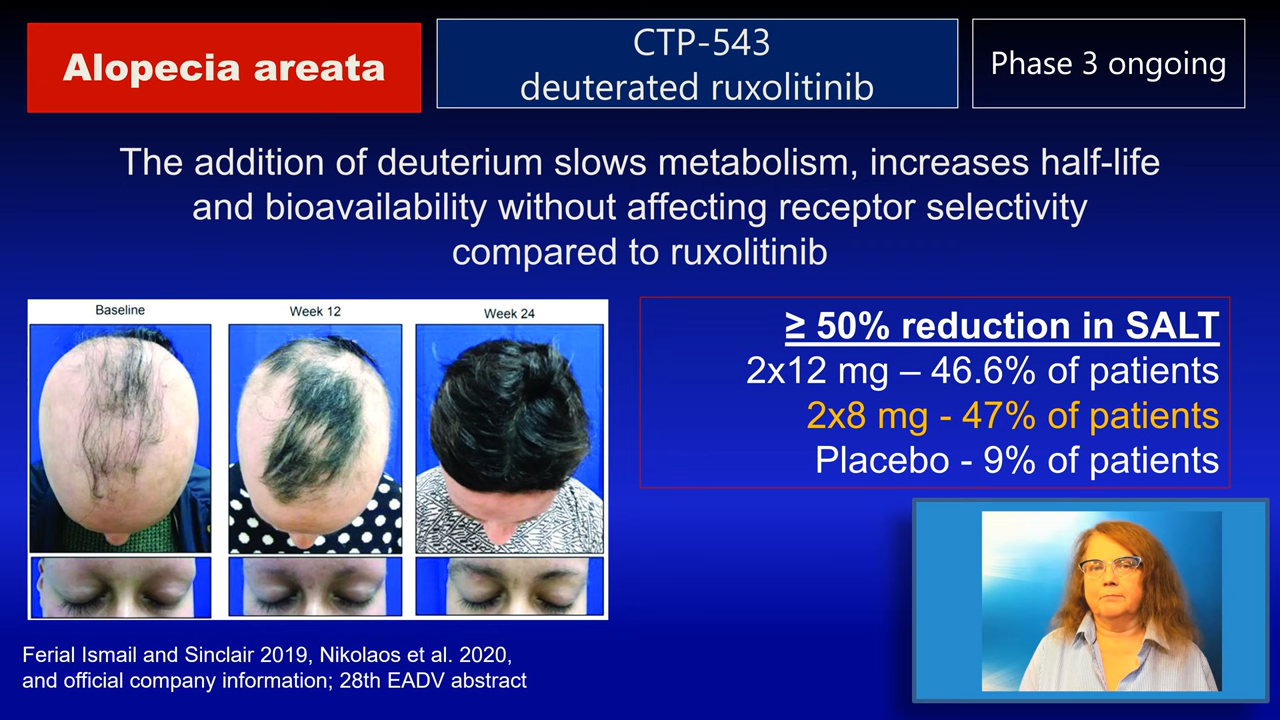 Alopecia areata
CTP-543
deuterated ruxolitinib
Phase 3 ongoing
The addition of deuterium slows metabolism, increases half-life
and bioavailability without affecting receptor selectivity
compared to ruxolitinib
Baseline
Week 12
Week 24
≥ 50% reduction in SALT
2x12 mg – 46.6% of patients
2x8 mg - 47% of patients
Placebo - 9% of patients
Ferial Ismail and Sinclair 2019, Nikolaos et al. 2020,
and official company information; 28th EADV abstract